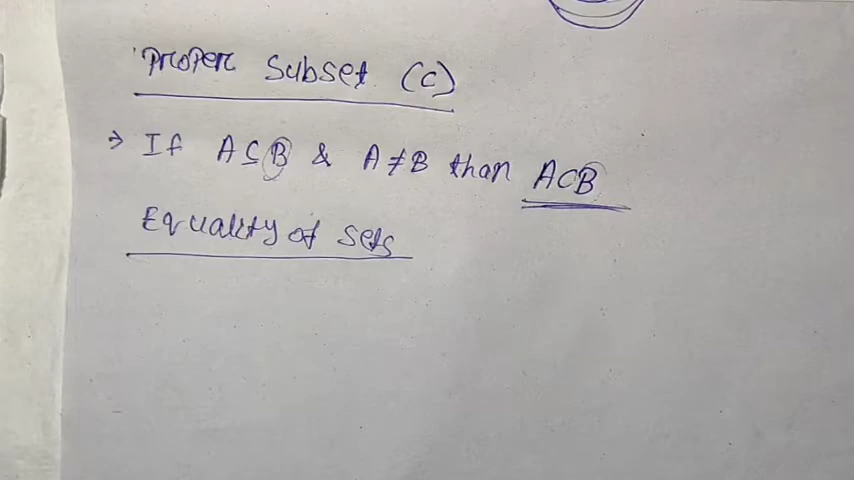 Proper Subset (⊂)
→ If A ⊆ B & A ≠ B than A⊂B
Equality of Sets